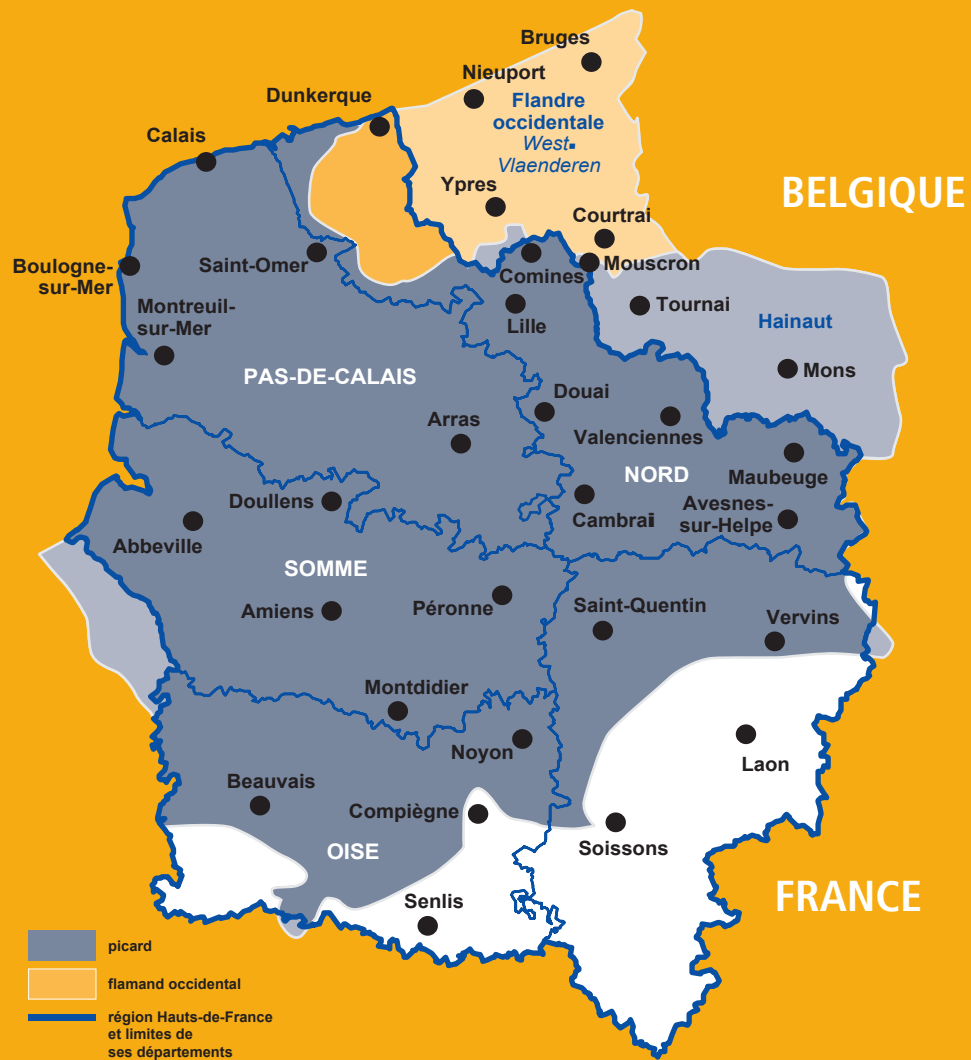 Bruges
Nieuport
Dunkerque
Flandre
occidentale
West-
Vlaenderen
Calais
Ypres
BELGIQUE
Courtrai
Boulogne-
sur-Mer
Saint-Omer
Comines
Mouscron
Montreuil-
sur-Mer
Lille
Tournai
Hainaut
PAS-DE-CALAIS
Mons
Douai
Arras
Valenciennes
NORD
Maubeuge
Doullens
Cambrai
Avesnes-
sur-Helpe
Abbeville
SOMME
Amiens
Péronne
Saint-Quentin
Vervins
Montdidier
Noyon
Laon
Beauvais
Compiègne
Soissons
OISE
Senlis
FRANCE
picard
flamand occidental
région Hauts-de-France
et limites de
ses départements